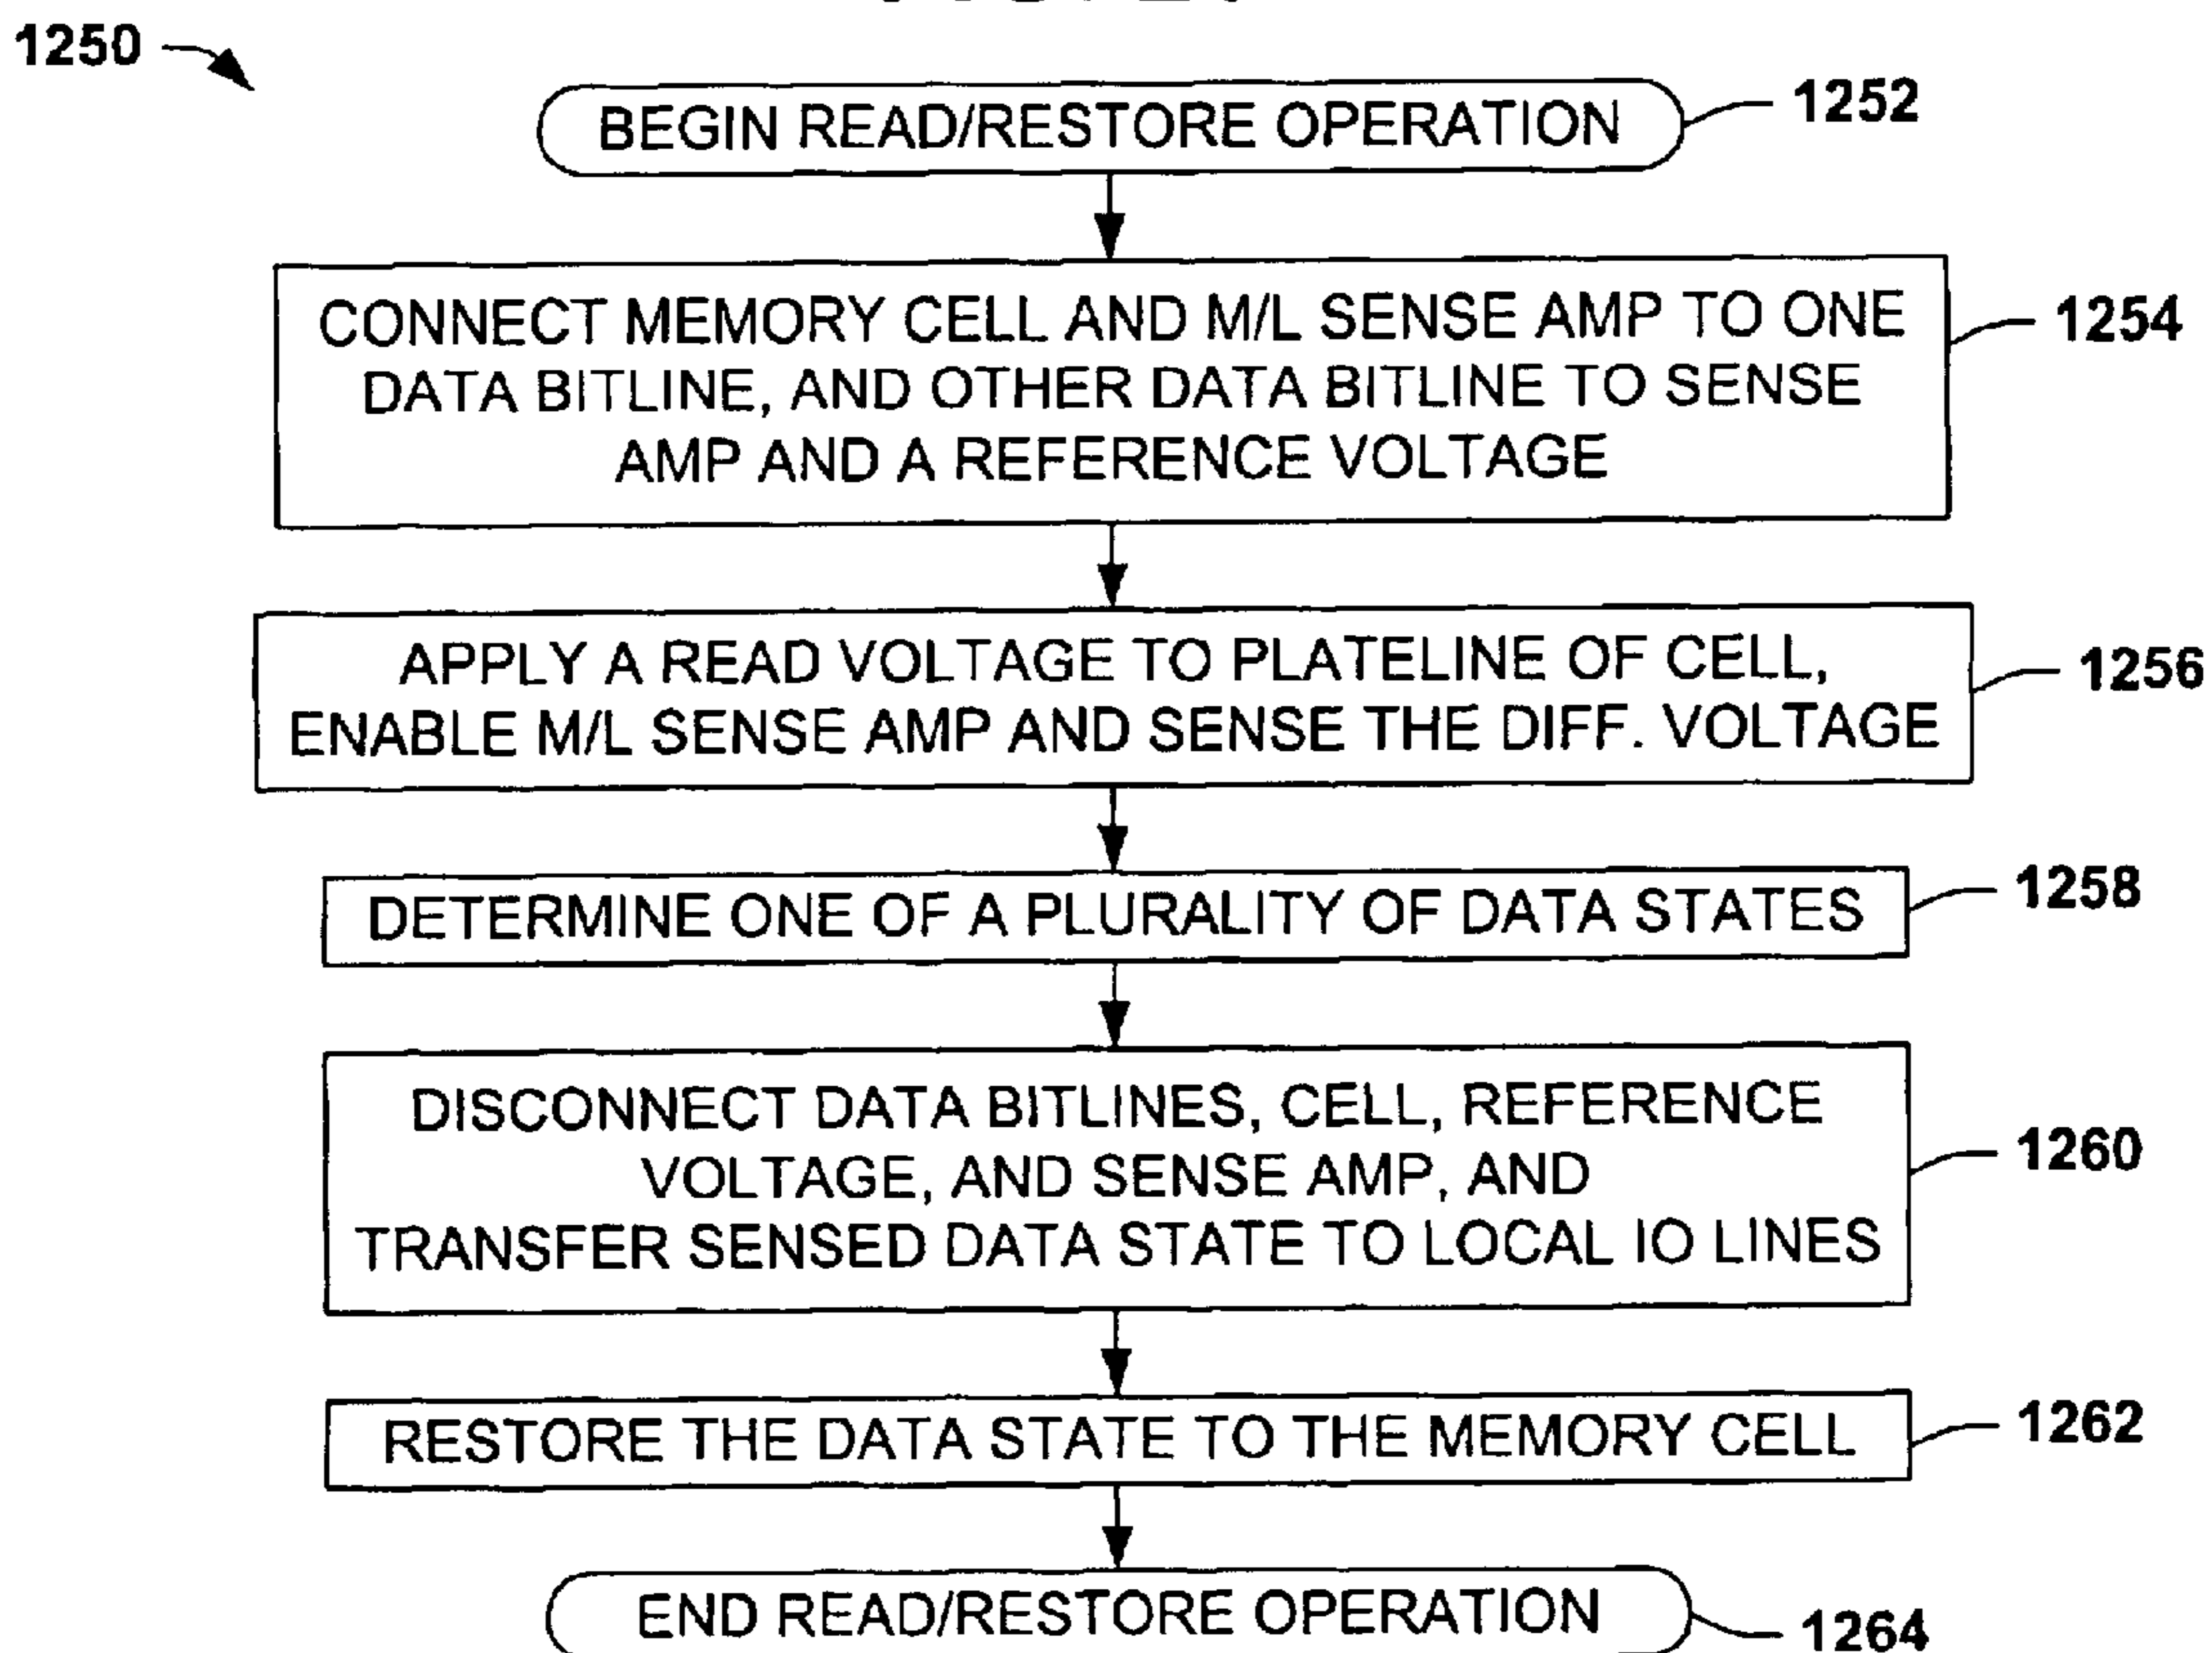 1250
BEGIN READ/RESTORE OPERATION
1252
CONNECT MEMORY CELL AND M/L SENSE AMP TO ONE
DATA BITLINE, AND OTHER DATA BITLINE TO SENSE
AMP AND A REFERENCE VOLTAGE
1254
APPLY A READ VOLTAGE TO PLATELINE OF CELL,
ENABLE M/L SENSE AMP AND SENSE THE DIFF. VOLTAGE
1256
DETERMINE ONE OF A PLURALITY OF DATA STATES
1258
DISCONNECT DATA BITLINES, CELL, REFERENCE
VOLTAGE, AND SENSE AMP, AND
TRANSFER SENSED DATA STATE TO LOCAL IO LINES
1260
RESTORE THE DATA STATE TO THE MEMORY CELL
1262
END READ/RESTORE OPERATION
1264